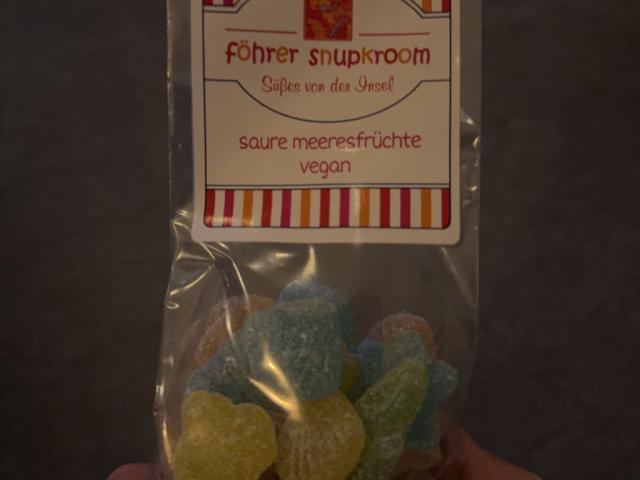 föhrer snupkroom
Süßes von der Insel
saure meeresfrüchte
vegan